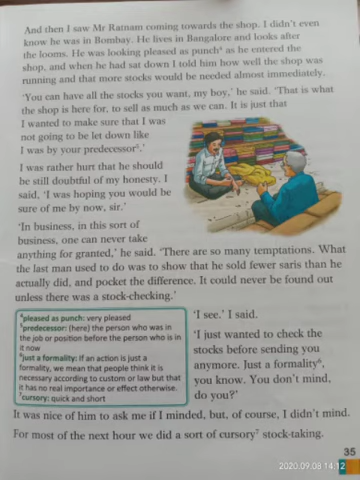 And then I saw Mr Ratnam coming towards the shop. I didn't even
know he was in Bombay. He lives in Bangalore and looks after
the looms. He was looking pleased as punch⁴ as he entered the
shop, and when he had sat down I told him how well the shop was
running and that more stocks would be needed almost immediately.
'You can have all the stocks you want, my boy,' he said. 'That is what
the shop is here for, to sell as much as we can. It is just that
I wanted to make sure that I was
not going to be let down like
I was by your predecessor⁵.'
I was rather hurt that he should
be still doubtful of my honesty. I
said, 'I was hoping you would be
sure of me by now, sir.'
'In business, in this sort of
business, one can never take
anything for granted,' he said. 'There are so many temptations. What
the last man used to do was to show that he sold fewer saris than he
actually did, and pocket the difference. It could never be found out
unless there was a stock-checking.'
'I see.' I said.
'I just wanted to check the
stocks before sending you
anymore. Just a formality⁶,
you know. You don't mind,
do you?'
⁴pleased as punch: very pleased
⁵predecessor: (here) the person who was in
the job or position before the person who is in
it now
⁶just a formality: If an action is just a
formality, we mean that people think it is
necessary according to custom or law but that
it has no real importance or effect otherwise.
⁷cursory: quick and short
It was nice of him to ask me if I minded, but, of course, I didn't mind.
For most of the next hour we did a sort of cursory⁷ stock-taking.
35
2020.09.08 14:12